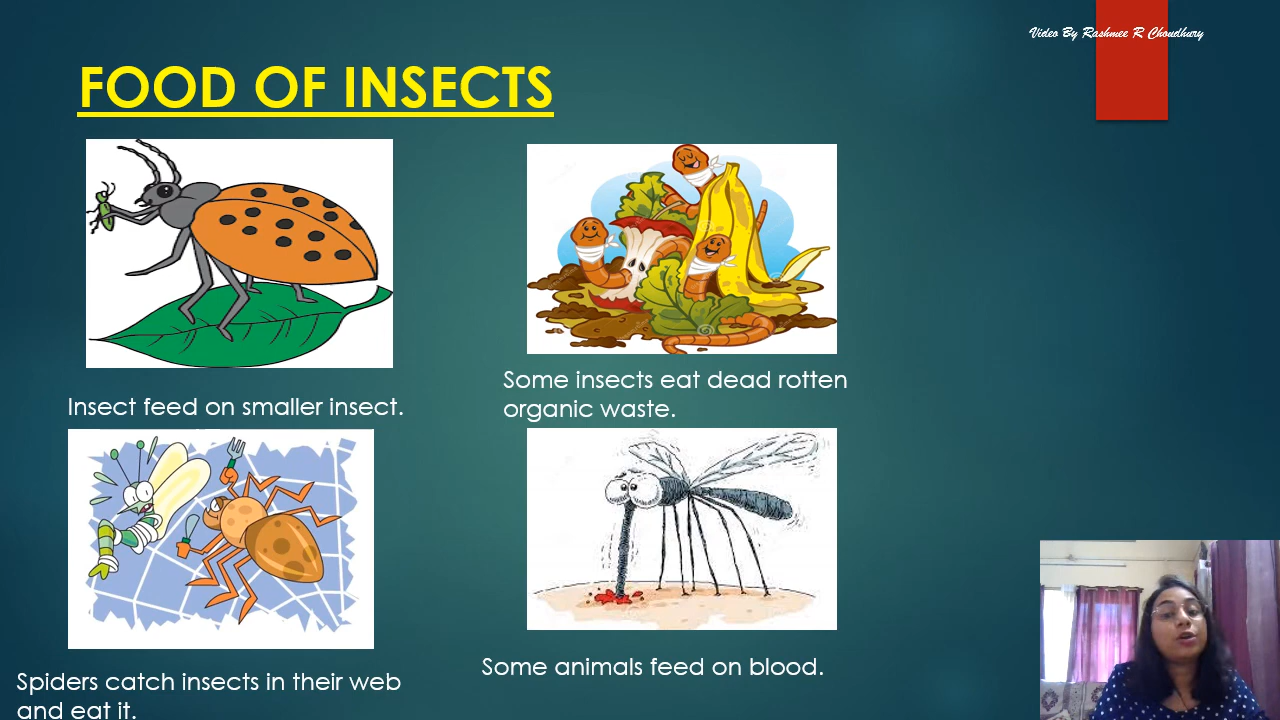 Video By Rashmee R Choudhury
FOOD OF INSECTS
Insect feed on smaller insect.
Some insects eat dead rotten
organic waste.
Spiders catch insects in their web
and eat it.
Some animals feed on blood.